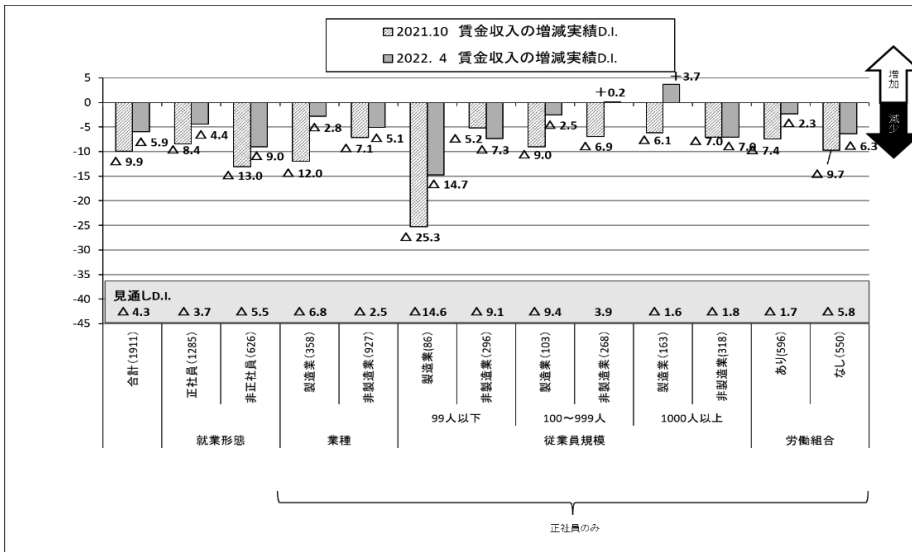 2021.10 賃金収入の増減実績D.I.
2022. 4 賃金収入の増減実績D.I.
増加
減少
5
0
-5
-10
-15
-20
-25
-30
-35
-40
-45
△ 9.9
△ 5.9
△ 8.4
△ 4.4
△ 13.0
△ 9.0
△ 12.0
△ 2.8
△ 7.1
△ 5.1
△ 25.3
△ 14.7
△ 5.2
△ 7.3
△ 9.0
△ 2.5
△ 6.9
+0.2
△ 6.1
+3.7
△ 7.0
△ 7.0
△ 7.4
△ 2.3
△ 9.7
△ 6.3
見通しD.I.
△ 4.3 △ 3.7 △ 5.5 △ 6.8 △ 2.5 △14.6 △ 9.1 △ 9.4 3.9 △ 1.6 △ 1.8 △ 1.7 △ 5.8
合計(1911)
正社員(1285)
非正社員(626)
製造業(358)
非製造業(927)
製造業(86)
非製造業(296)
製造業(103)
非製造業(268)
製造業(163)
非製造業(318)
あり(596)
なし(550)
99人以下 100～999人 1000人以上
就業形態 業種 従業員規模 労働組合
正社員のみ